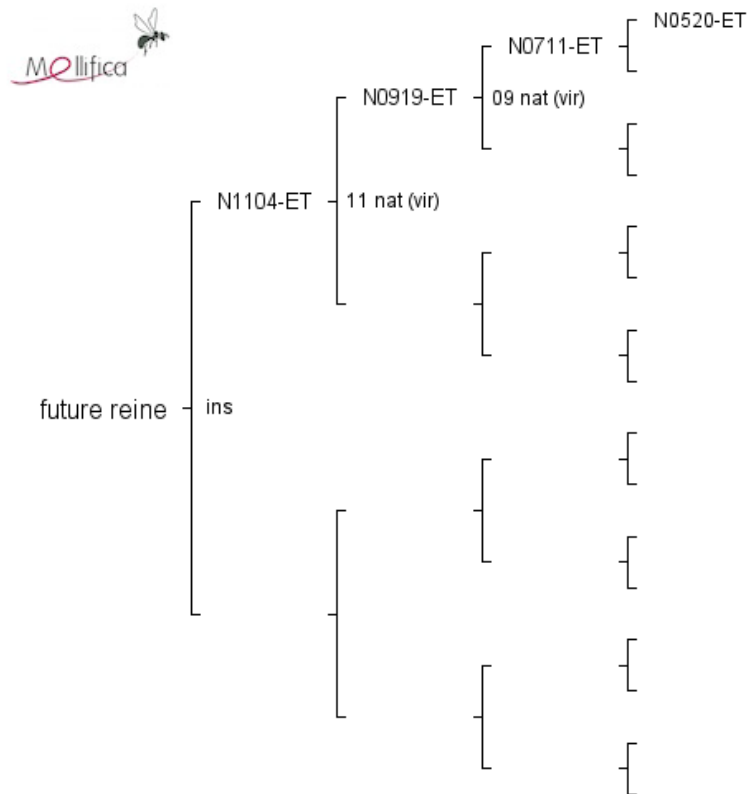 Mellifica
N0520-ET
N0711-ET
N0919-ET 09 nat (vir)
N1104-ET 11 nat (vir)
future reine ins